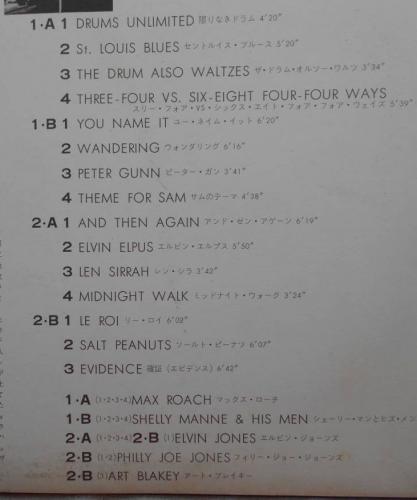 1·A 1 DRUMS UNLIMITED 限りなきドラム 4′20″
2 St. LOUIS BLUES セントルイス・ブルース 5′20″
3 THE DRUM ALSO WALTZES ザ・ドラム・オルソー・ワルツ 3′34″
4 THREE-FOUR VS. SIX-EIGHT FOUR-FOUR WAYS
スリー・フォア・VS・シックス・エイト・フォア・フォア・ウェイズ 5′39″
1·B 1 YOU NAME IT ユー・ネイム・イット 6′20″
2 WANDERING ウォンダリング 6′16″
3 PETER GUNN ピーター・ガン 3′41″
4 THEME FOR SAM サムのテーマ 4′38″
2·A 1 AND THEN AGAIN アンド・ゼン・アゲーン 6′19″
2 ELVIN ELPUS エルビン・エルプス 5′50″
3 LEN SIRRAH レン・シラ 3′42″
4 MIDNIGHT WALK ミッドナイト・ウォーク 3′24″
2·B 1 LE ROI リー・ロイ 6′02″
2 SALT PEANUTS ソールト・ピーナツ 6′07″
3 EVIDENCE 確証 (エビデンス) 6′42″
1·A (1·2·3·4) MAX ROACH マックス・ローチ
1·B (1·2·3·4) SHELLY MANNE & HIS MEN シェーリー・マンとヒズ・メン
2·A (1·2·3·4) 2·B (1) ELVIN JONES エルビン・ジョーンズ
2·B (1·2) PHILLY JOE JONES フィリー・ジョー・ジョーンズ
2·B (3) ART BLAKEY アート・ブレイキー